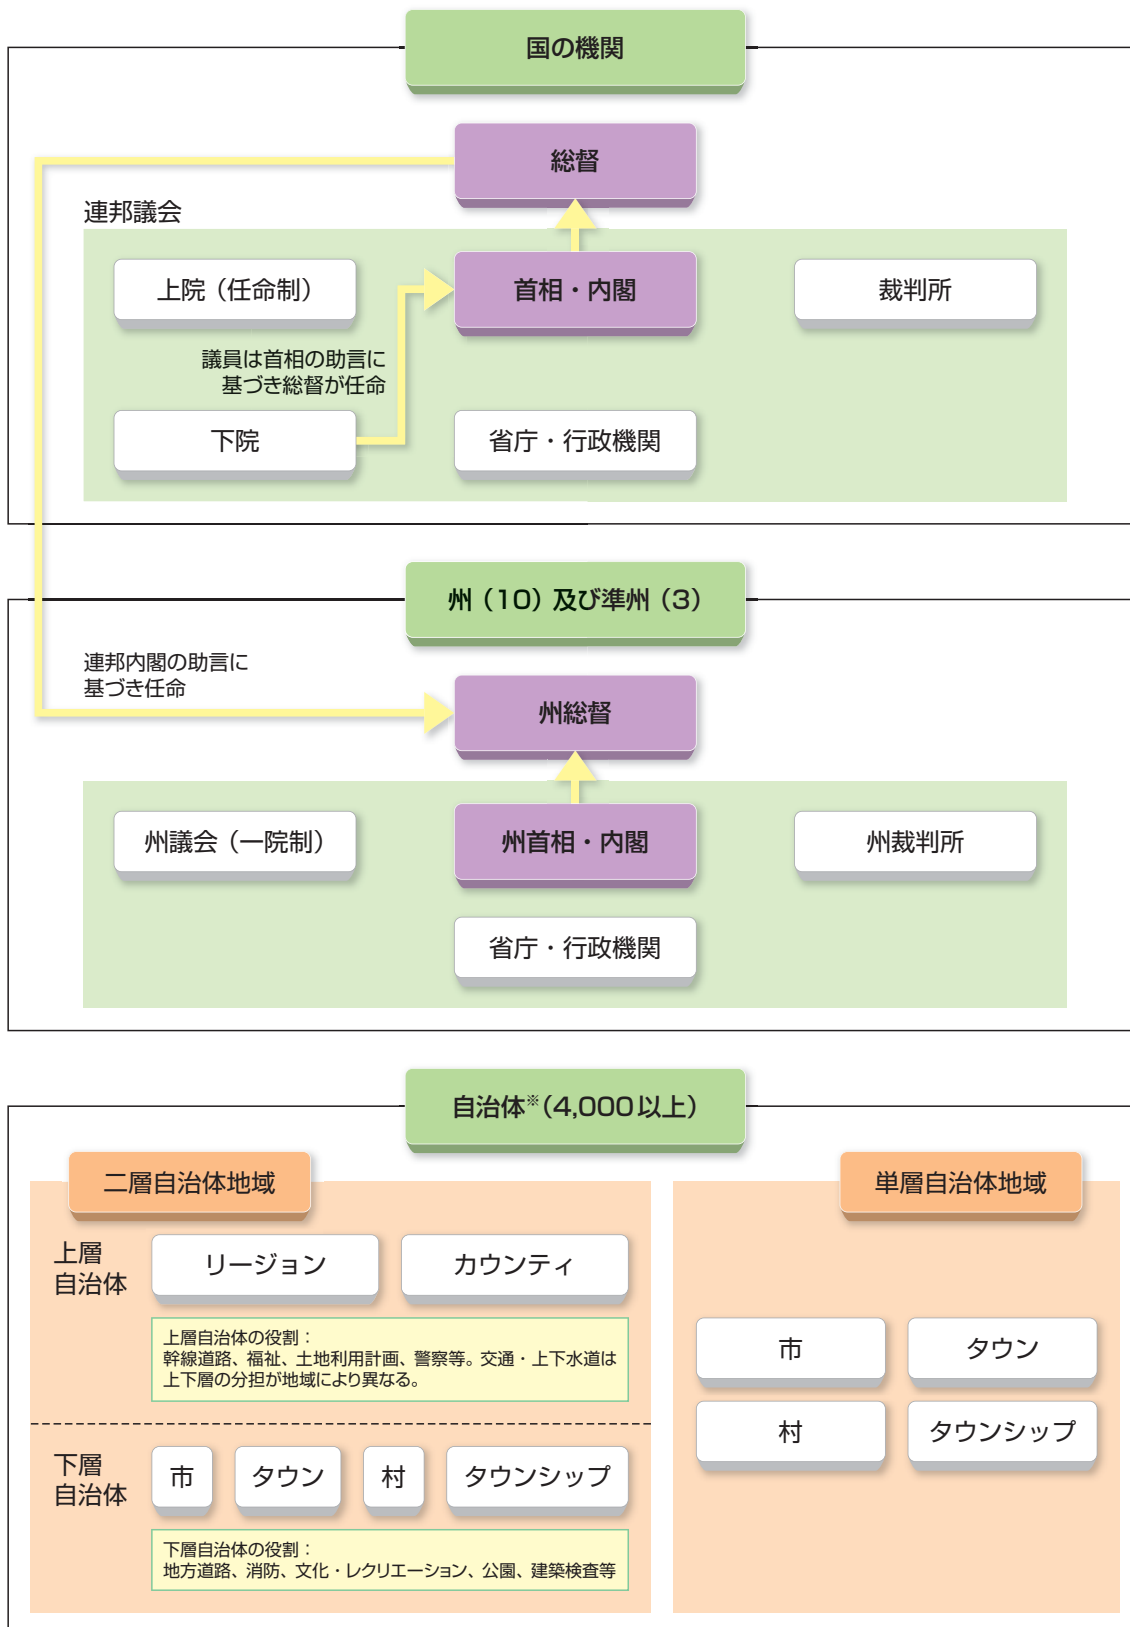 国の機関
総督
連邦議会
上院（任命制）
首相・内閣
裁判所
議員は首相の助言に
基づき総督が任命
下院
省庁・行政機関
州（10）及び準州（3）
連邦内閣の助言に
基づき任命
州総督
州議会（一院制）
州首相・内閣
州裁判所
省庁・行政機関
自治体※（4,000以上）
二層自治体地域
単層自治体地域
上層
自治体
リージョン
カウンティ
上層自治体の役割：
幹線道路、福祉、土地利用計画、警察等。交通・上下水道は
上下層の分担が地域により異なる。
市
タウン
村
タウンシップ
下層
自治体
市
タウン
村
タウンシップ
下層自治体の役割：
地方道路、消防、文化・レクリエーション、公園、建築検査等